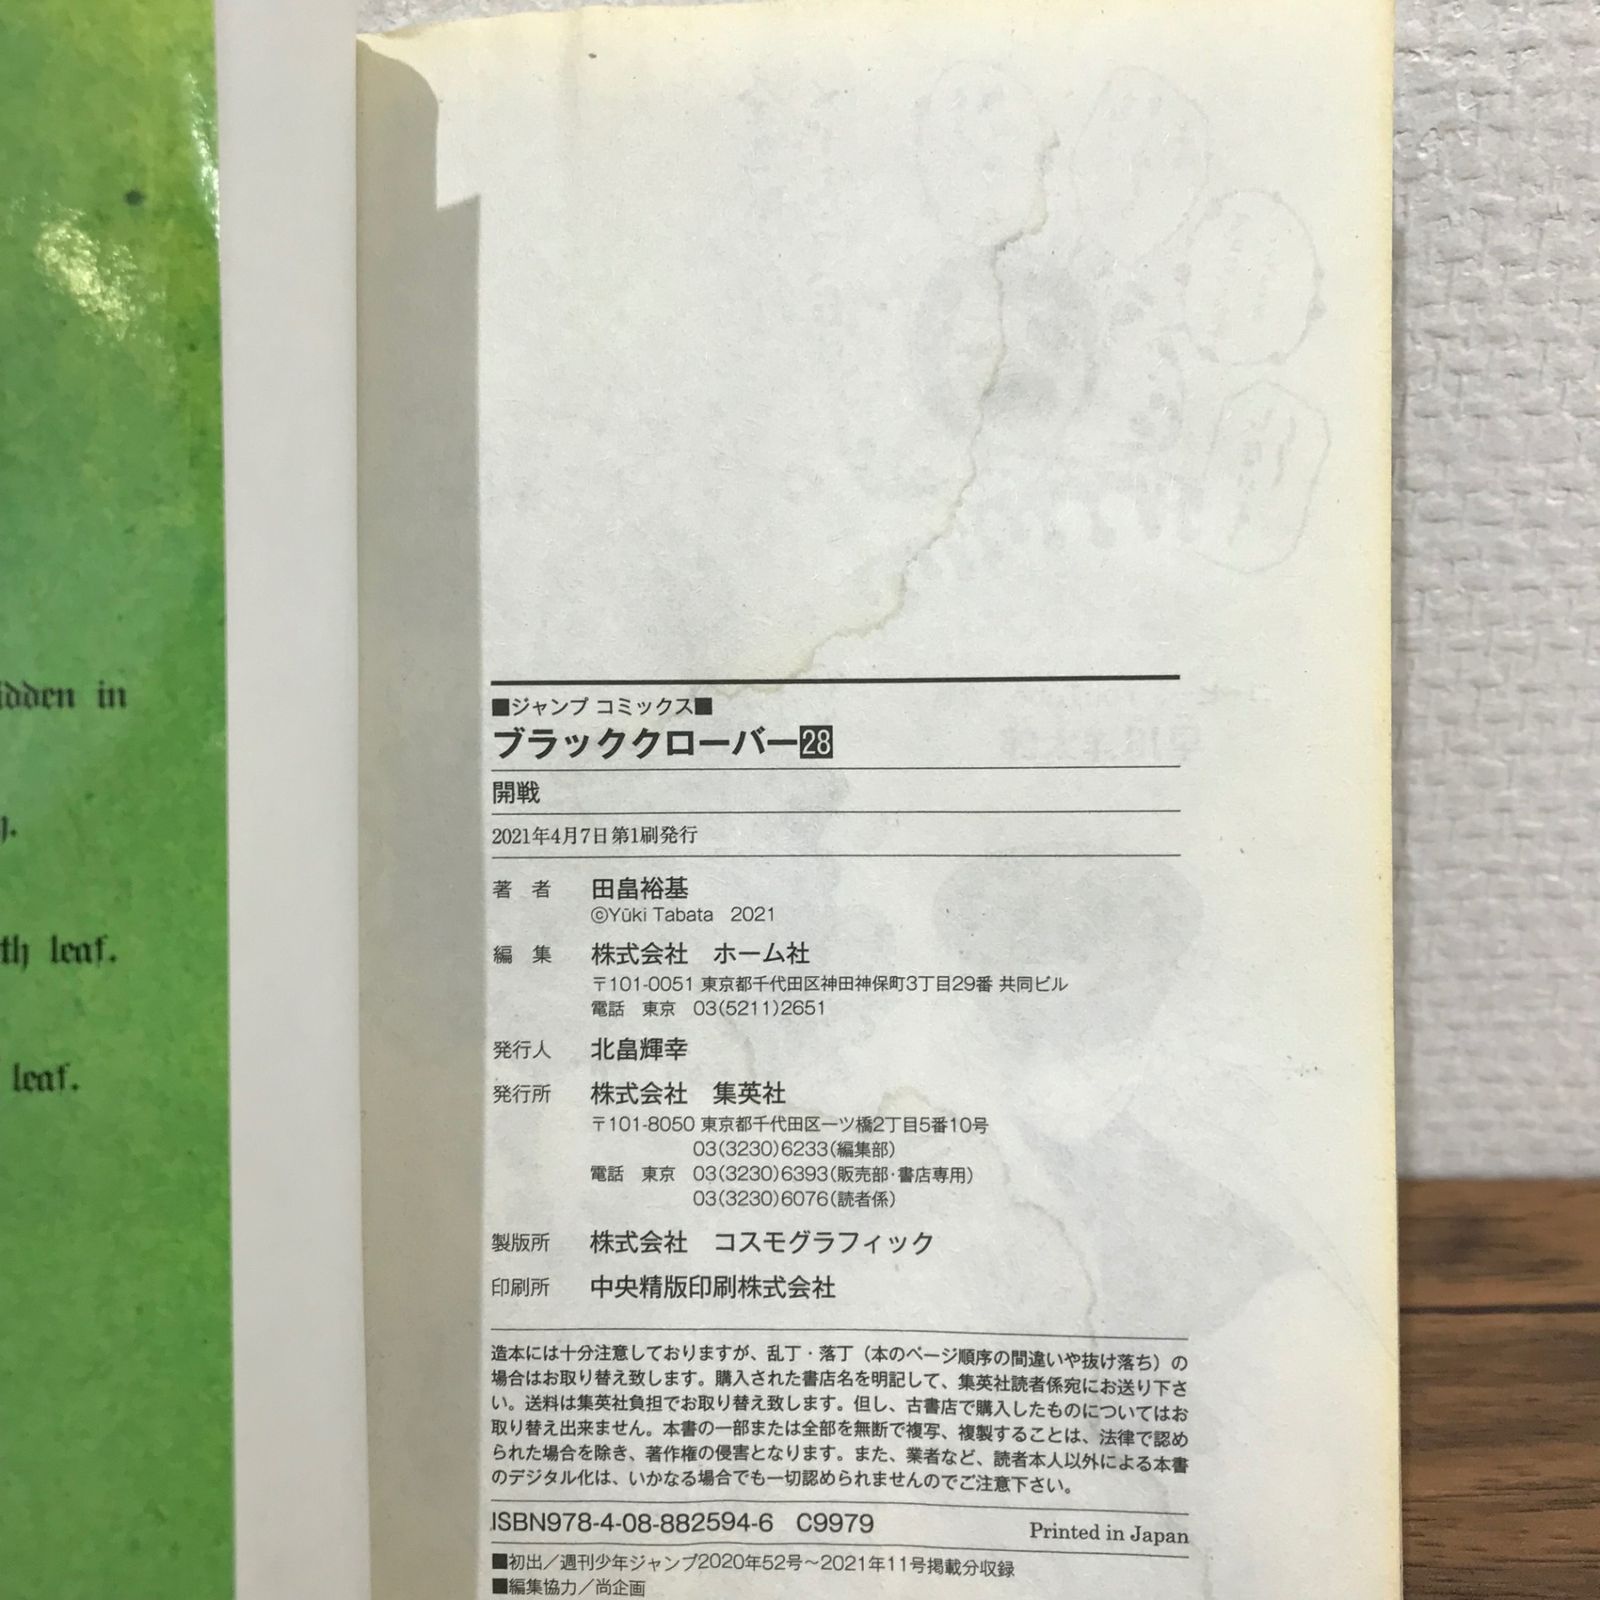 idden in
th leaf.
leaf.
■ジャンプ コミックス■
ブラッククローバー28
開戦
2021年4月7日第1刷発行
著 者 田畠裕基
©Yūki Tabata 2021
編 集 株式会社 ホーム社
〒101-0051 東京都千代田区神田神保町3丁目29番 共同ビル
電話 東京 03(5211)2651
発行人 北畠輝幸
発行所 株式会社 集英社
〒101-8050 東京都千代田区一ツ橋2丁目5番10号
03(3230)6233(編集部)
電話 東京 03(3230)6393(販売部·書店専用)
03(3230)6076(読者係)
製版所 株式会社 コスモグラフィック
印刷所 中央精版印刷株式会社
造本には十分注意しておりますが、乱丁・落丁（本のページ順序の間違いや抜け落ち）の
場合はお取り替え致します。購入された書店名を明記して、集英社読者係宛にお送り下さ
い。送料は集英社負担でお取り替え致します。但し、古書店で購入したものについてはお
取り替え出来ません。本書の一部または全部を無断で複写、複製することは、法律で認め
られた場合を除き、著作権の侵害となります。また、業者など、読者本人以外による本書
のデジタル化は、いかなる場合でも一切認められませんのでご注意下さい。
ISBN978-4-08-882594-6 C9979
Printed in Japan
■初出／週刊少年ジャンプ2020年52号～2021年11号掲載分収録
■編集協力／尚企画